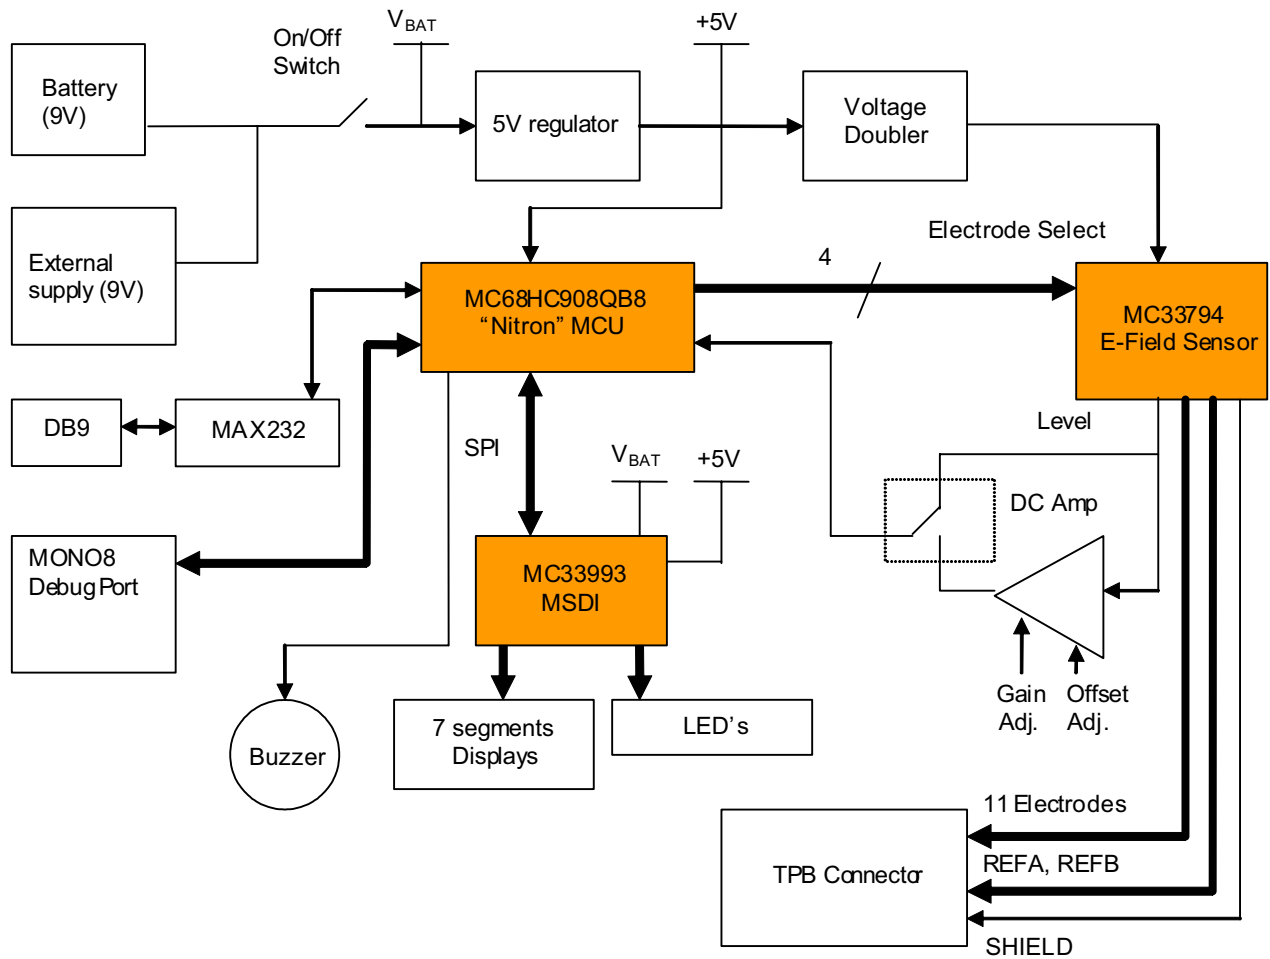 V_BAT
+5V
On/Off
Switch
Battery
(9V)
5V regulator
Voltage
Doubler
External
supply (9V)
Electrode Select
4
MC68HC908QB8
“Nitron” MCU
MC33794
E-Field Sensor
DB9
MAX232
Level
SPI
V_BAT
+5V
DC Amp
MONO8
Debug Port
MC33993
MSDI
Gain
Adj.
Offset
Adj.
7 segments
Displays
LED’s
Buzzer
11 Electrodes
TPB Connector
REFA, REFB
SHIELD